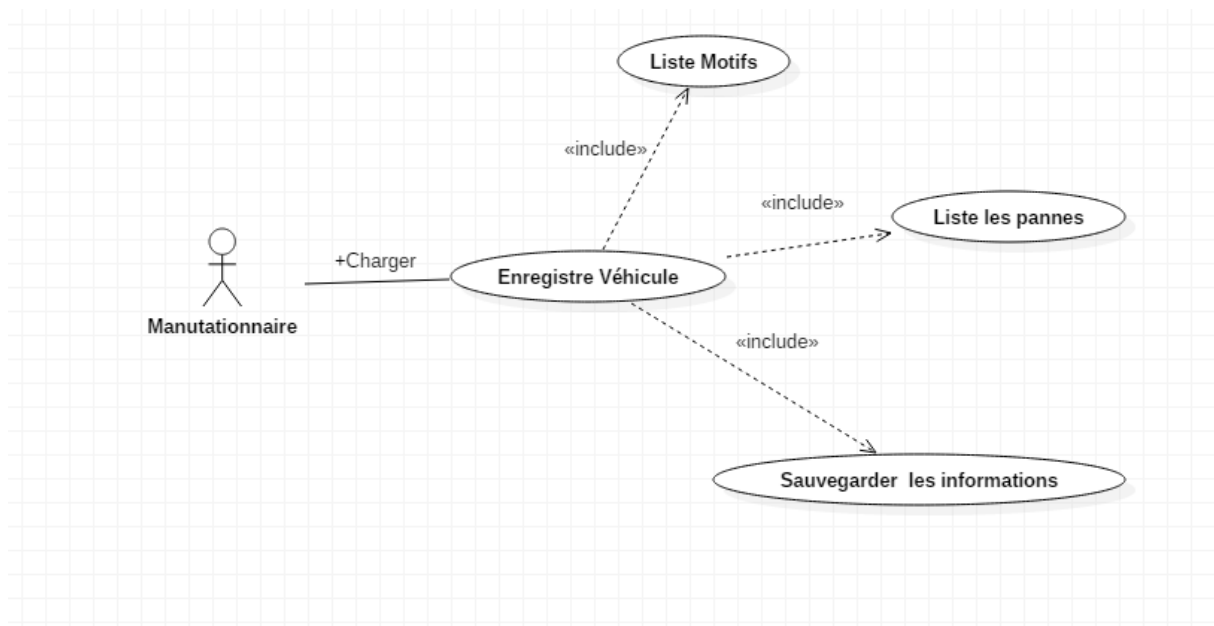 Liste Motifs
«include»
«include»
Liste les pannes
+Charger
Enregistre Véhicule
Manutationnaire
«include»
Sauvegarder les informations